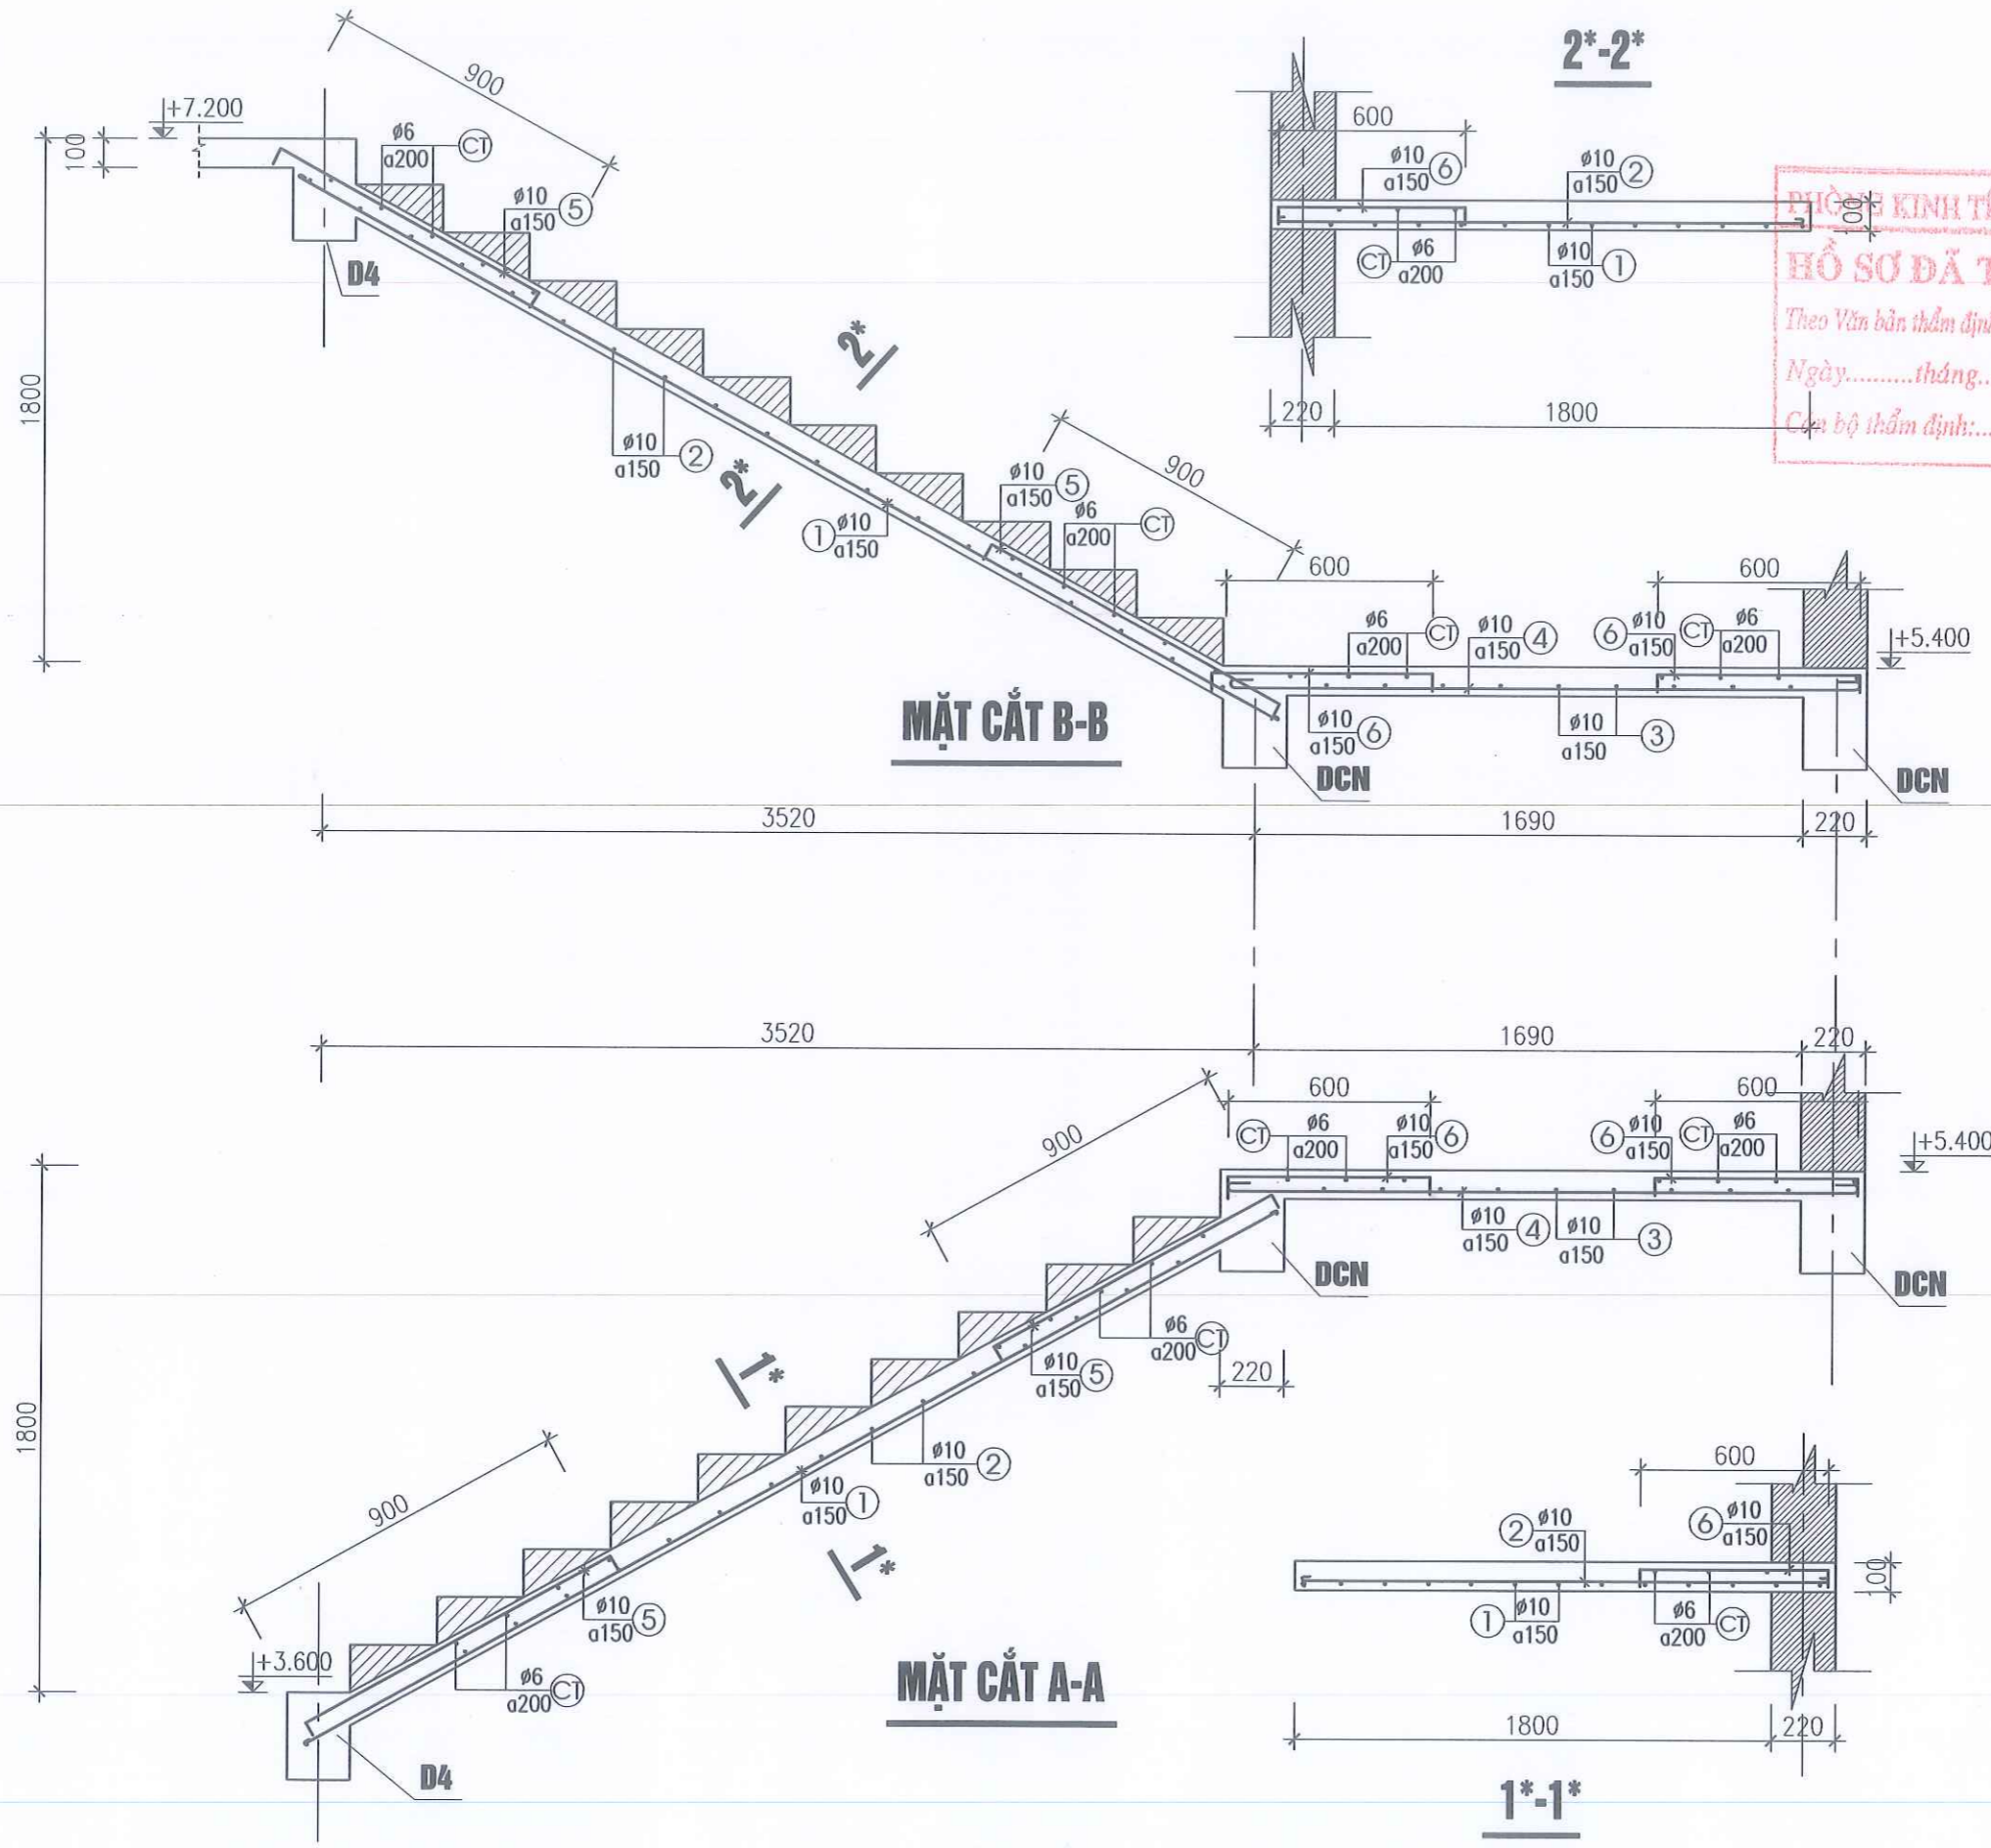 2*-2*
900
+7.200
100
ø6
a200
CT
ø10
a150
5
D4
1800
600
ø10
a150
6
ø10
a150
2
100
CT
ø6
a200
ø10
a150
1
220
1800
PHÒNG KINH
HỒ SƠ ĐÃ
Theo Văn bản thẩm định
Ngày..........tháng..
Cán bộ thẩm định:...
2*
2*
ø10
a150
2
1
ø10
a150
900
ø10
a150
5
ø6
a200
CT
600
600
ø6
a200
CT
ø10
a150
4
6
ø10
a150
CT
ø6
a200
+5.400
MẶT CẮT B-B
ø10
a150
6
ø10
a150
3
DCN
DCN
3520
1690
220
3520
1690
220
900
600
600
CT
ø6
a200
ø10
a150
6
6
ø10
a150
CT
ø6
a200
+5.400
ø10
a150
4
ø10
a150
3
DCN
DCN
1800
1*
1*
ø6
a200
CT
ø10
a150
5
220
ø10
a150
2
ø10
a150
1
900
ø10
a150
5
+3.600
ø6
a200
CT
D4
MẶT CẮT A-A
600
2
ø10
a150
6
ø10
a150
100
1
ø10
a150
ø6
a200
CT
1800
220
1*-1*